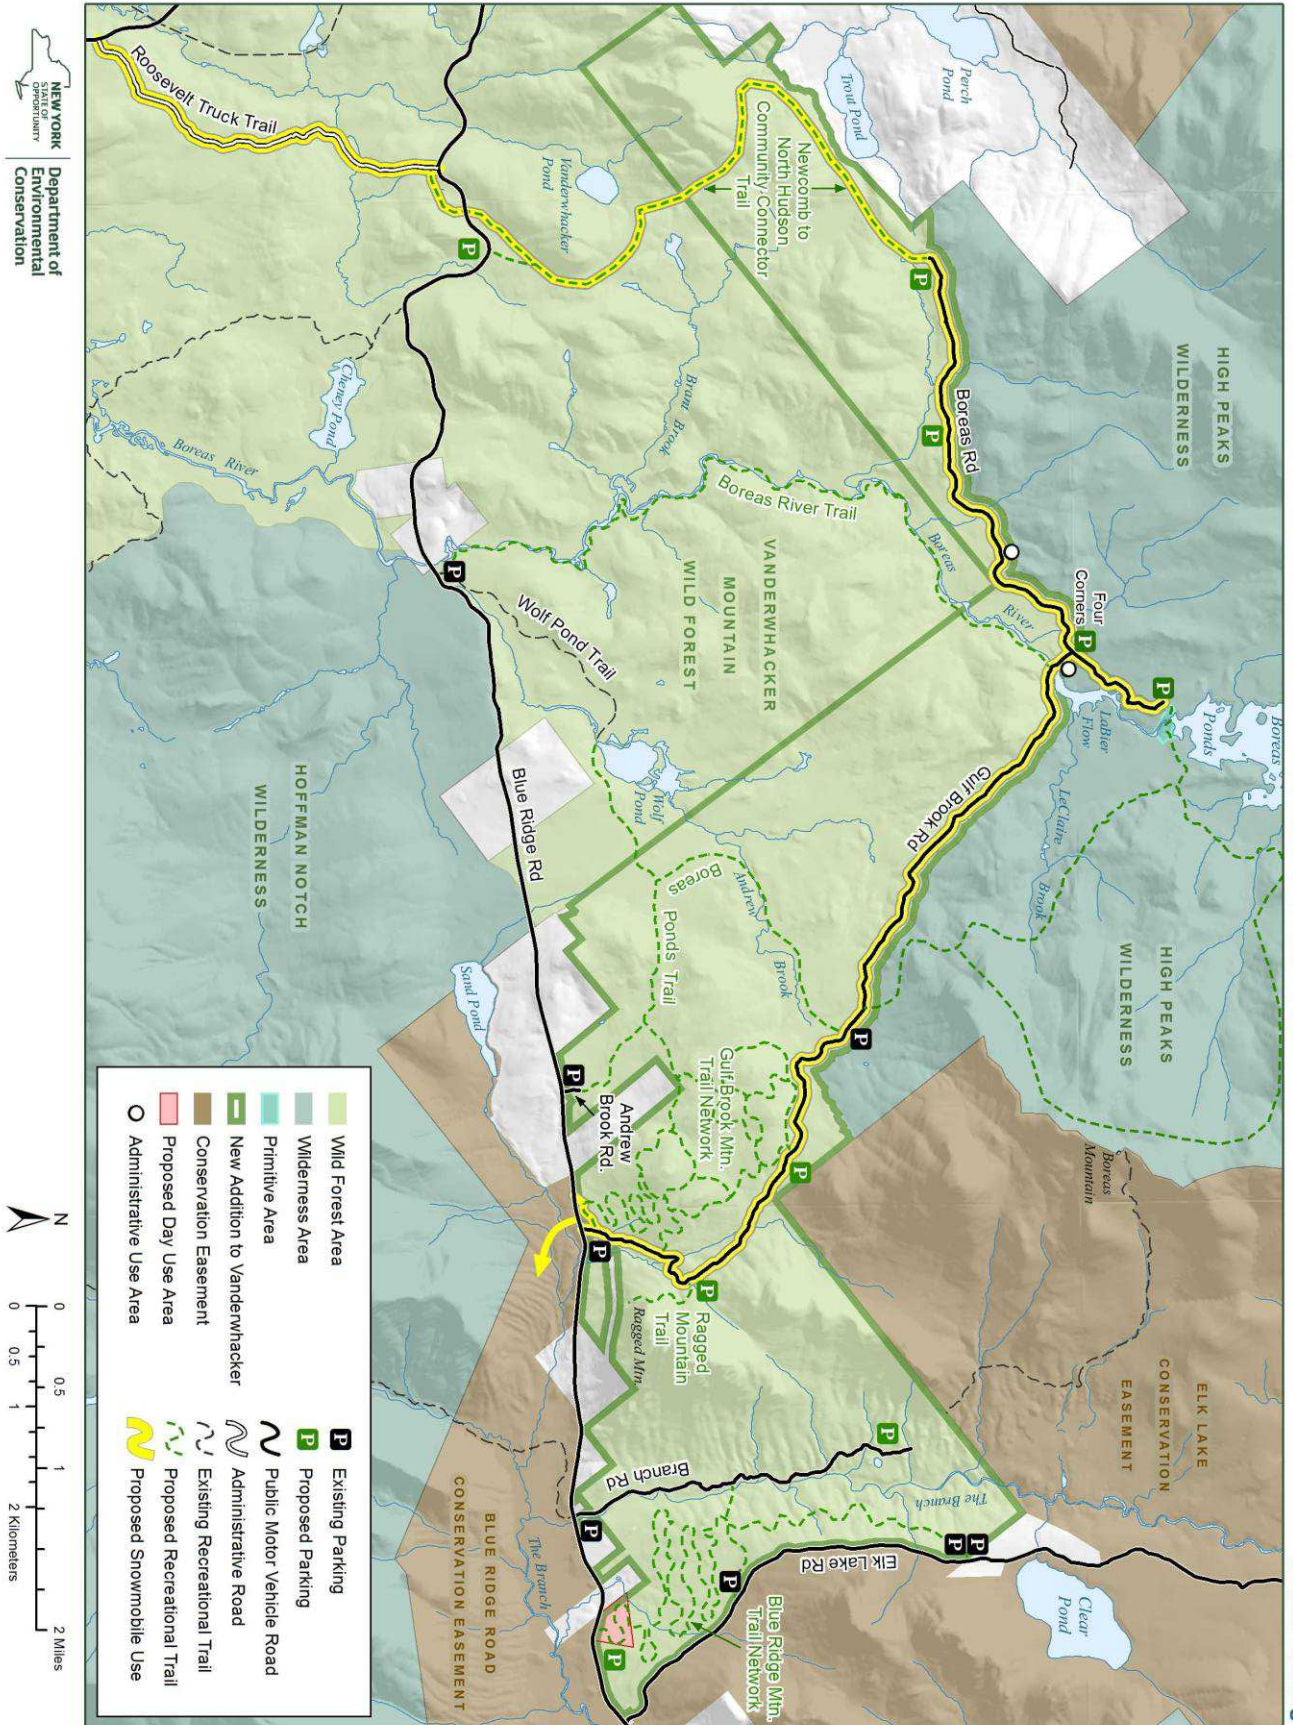 HIGH PEAKS
WILDERNESS
Perch
Pond
Trout Pond
Newcomb to
North Hudson
Community Connector
Trail
Vanderwhacker
Pond
Roosevelt Truck Trail
P
P
P
Boreas Rd
Four
Corners
P
P
Boreas
Ponds
LaBier
Flow
LeClaire
Brook
Boreas
River
Boreas River Trail
Bram Brook
Cheney Pond
Boreas River
P
VANDERWHACKER
MOUNTAIN
WILD FOREST
Wolf Pond Trail
Wolf
Pond
Gulf Brook Rd
HIGH PEAKS
WILDERNESS
Blue Ridge Rd
HOFFMAN NOTCH
WILDERNESS
Boreas
Ponds Trail
Andrew
Brook
Sand Pond
P
P
Gulf Brook Mtn.
Trail Network
Andrew
Brook Rd.
P
P
P
Boreas
Mountain
Ragged
Mountain
Trail
Ragged Mtn.
ELK LAKE
CONSERVATION
EASEMENT
P
Branch Rd
The Branch
P
P
P
P
Elk Lake Rd
Clear
Pond
Blue Ridge Mtn.
Trail Network
P
The Branch
BLUE RIDGE ROAD
CONSERVATION EASEMENT
Wild Forest Area
Wilderness Area
Primitive Area
New Addition to Vanderwhacker
Conservation Easement
Proposed Day Use Area
Administrative Use Area
P Existing Parking
P Proposed Parking
Public Motor Vehicle Road
Administrative Road
Existing Recreational Trail
Proposed Recreational Trail
Proposed Snowmobile Use
NEW YORK
STATE OF
OPPORTUNITY
Department of
Environmental
Conservation
N
0 0.5 1 2 Miles
0 0.5 1 2 Kilometers